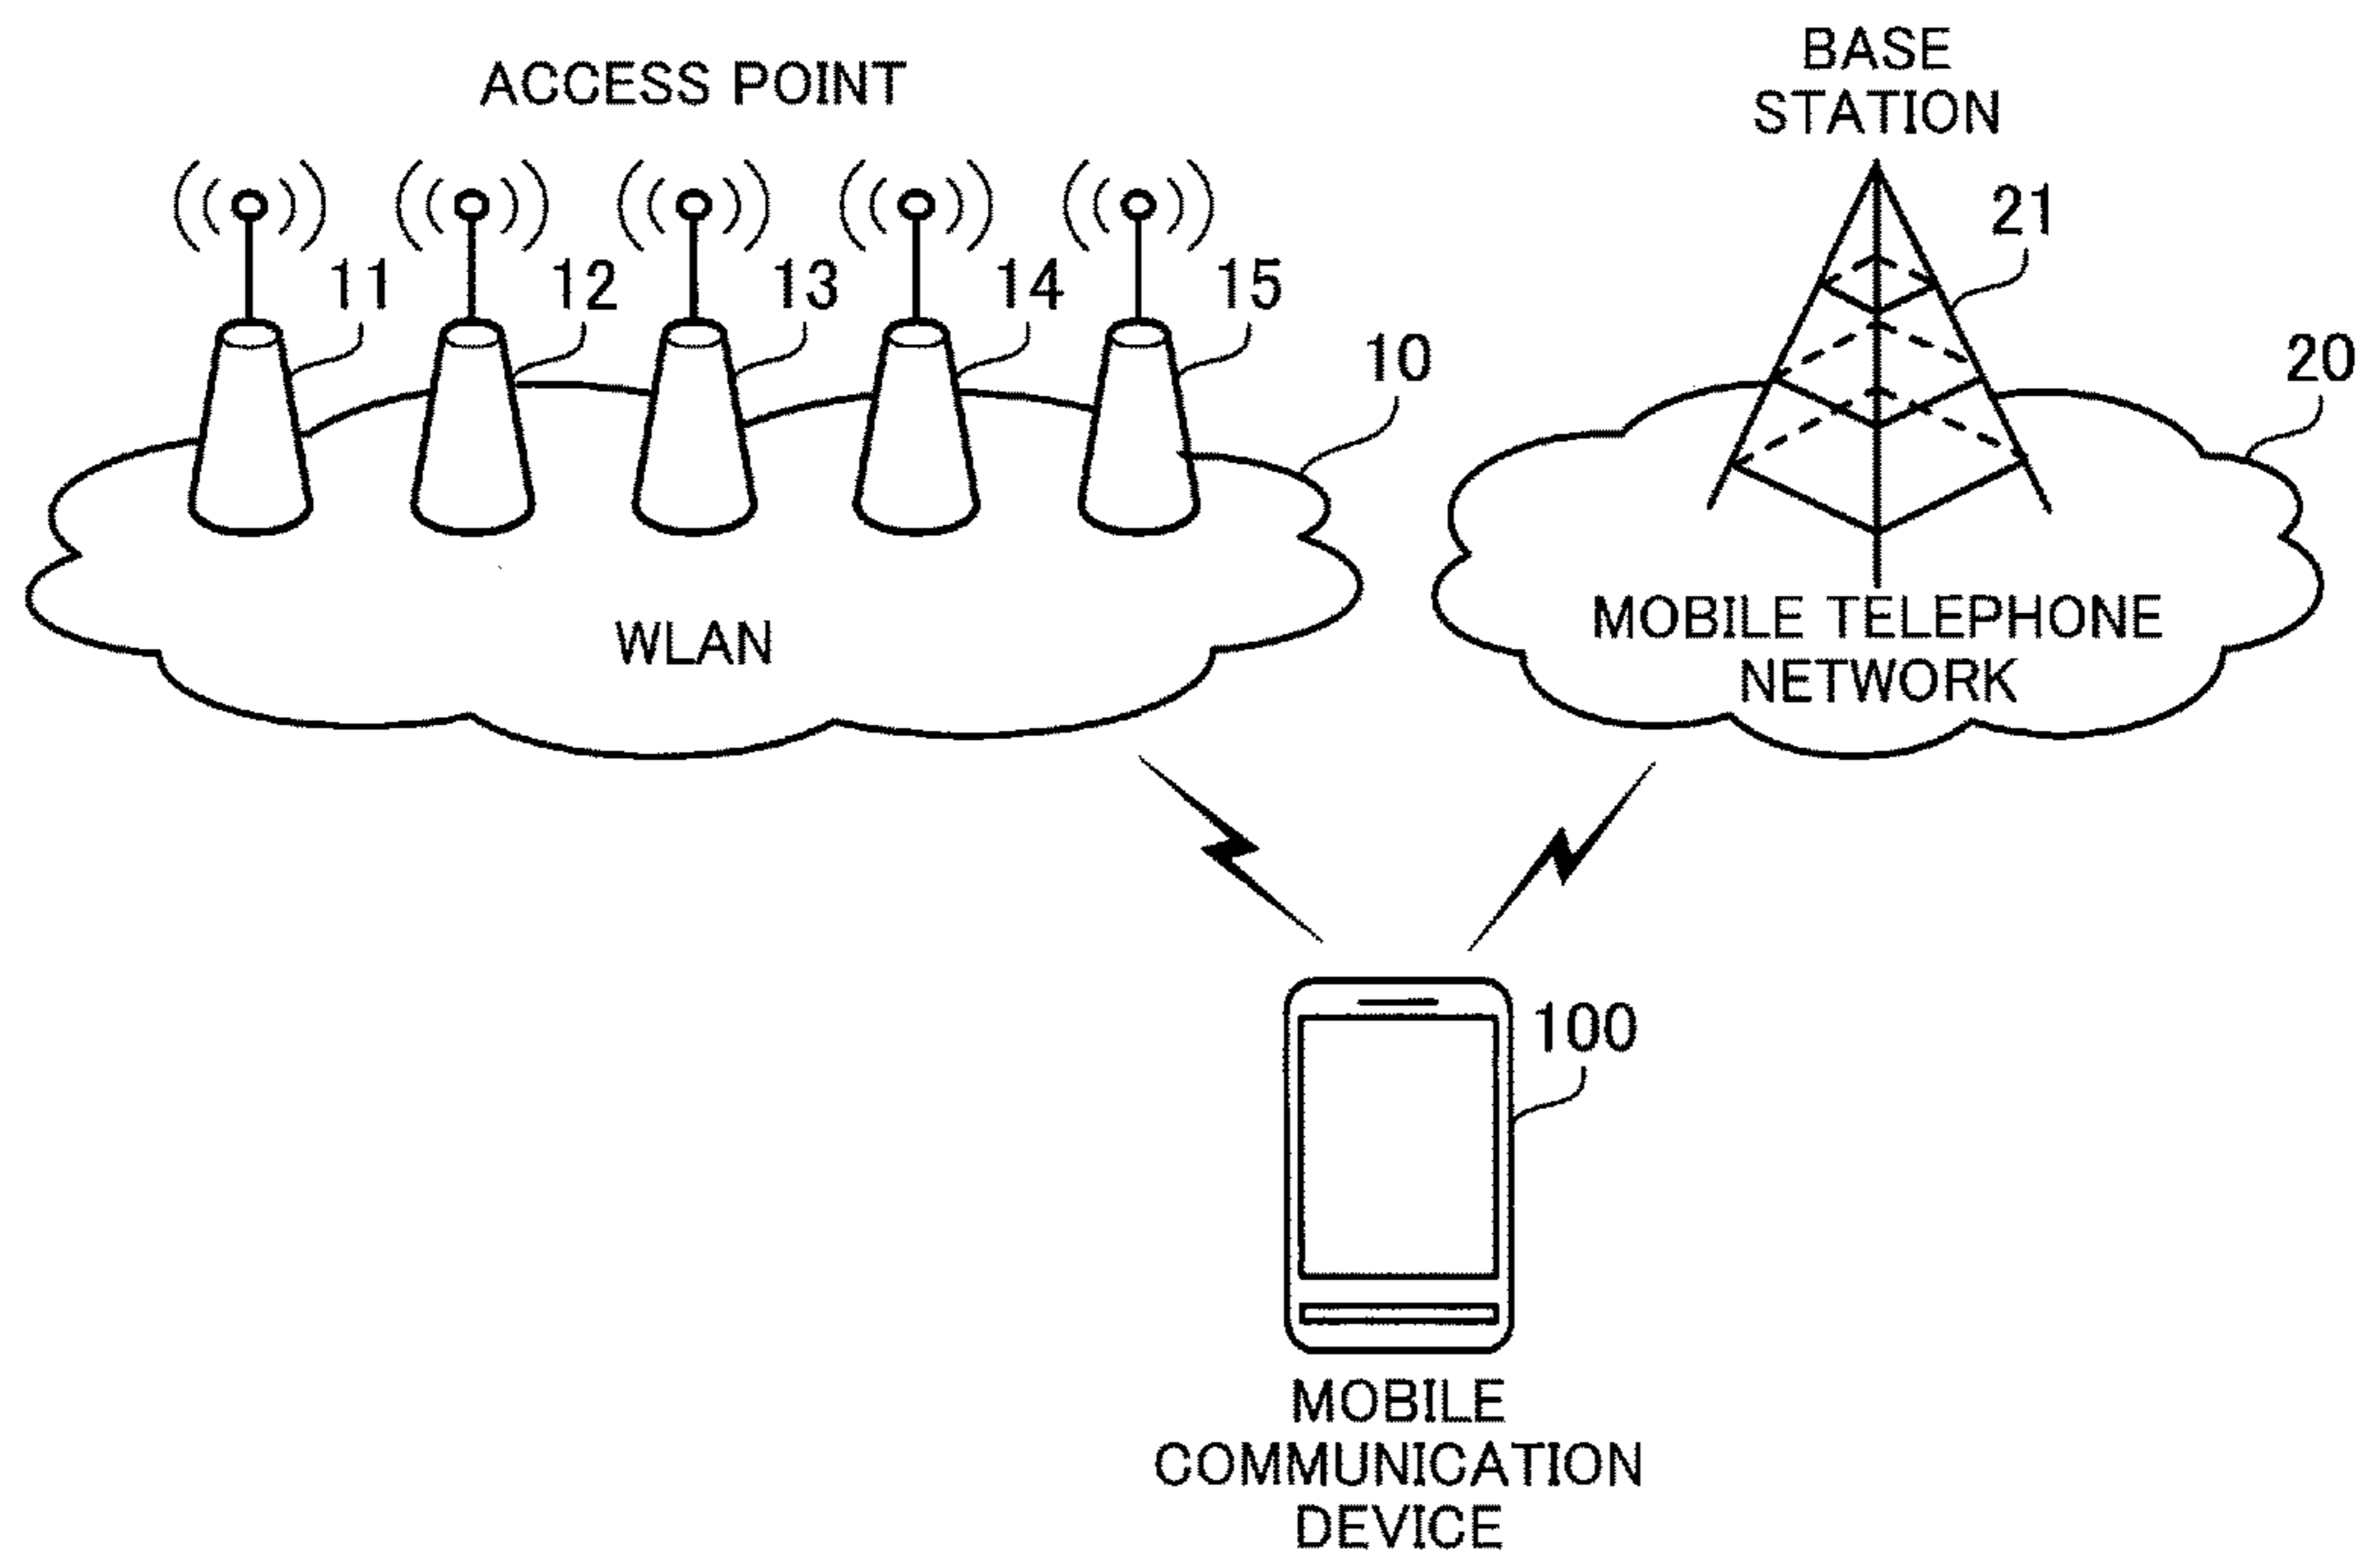 ACCESS POINT
BASE
STATION
11
12
13
14
15
10
21
20
WLAN
MOBILE TELEPHONE
NETWORK
100
MOBILE
COMMUNICATION
DEVICE